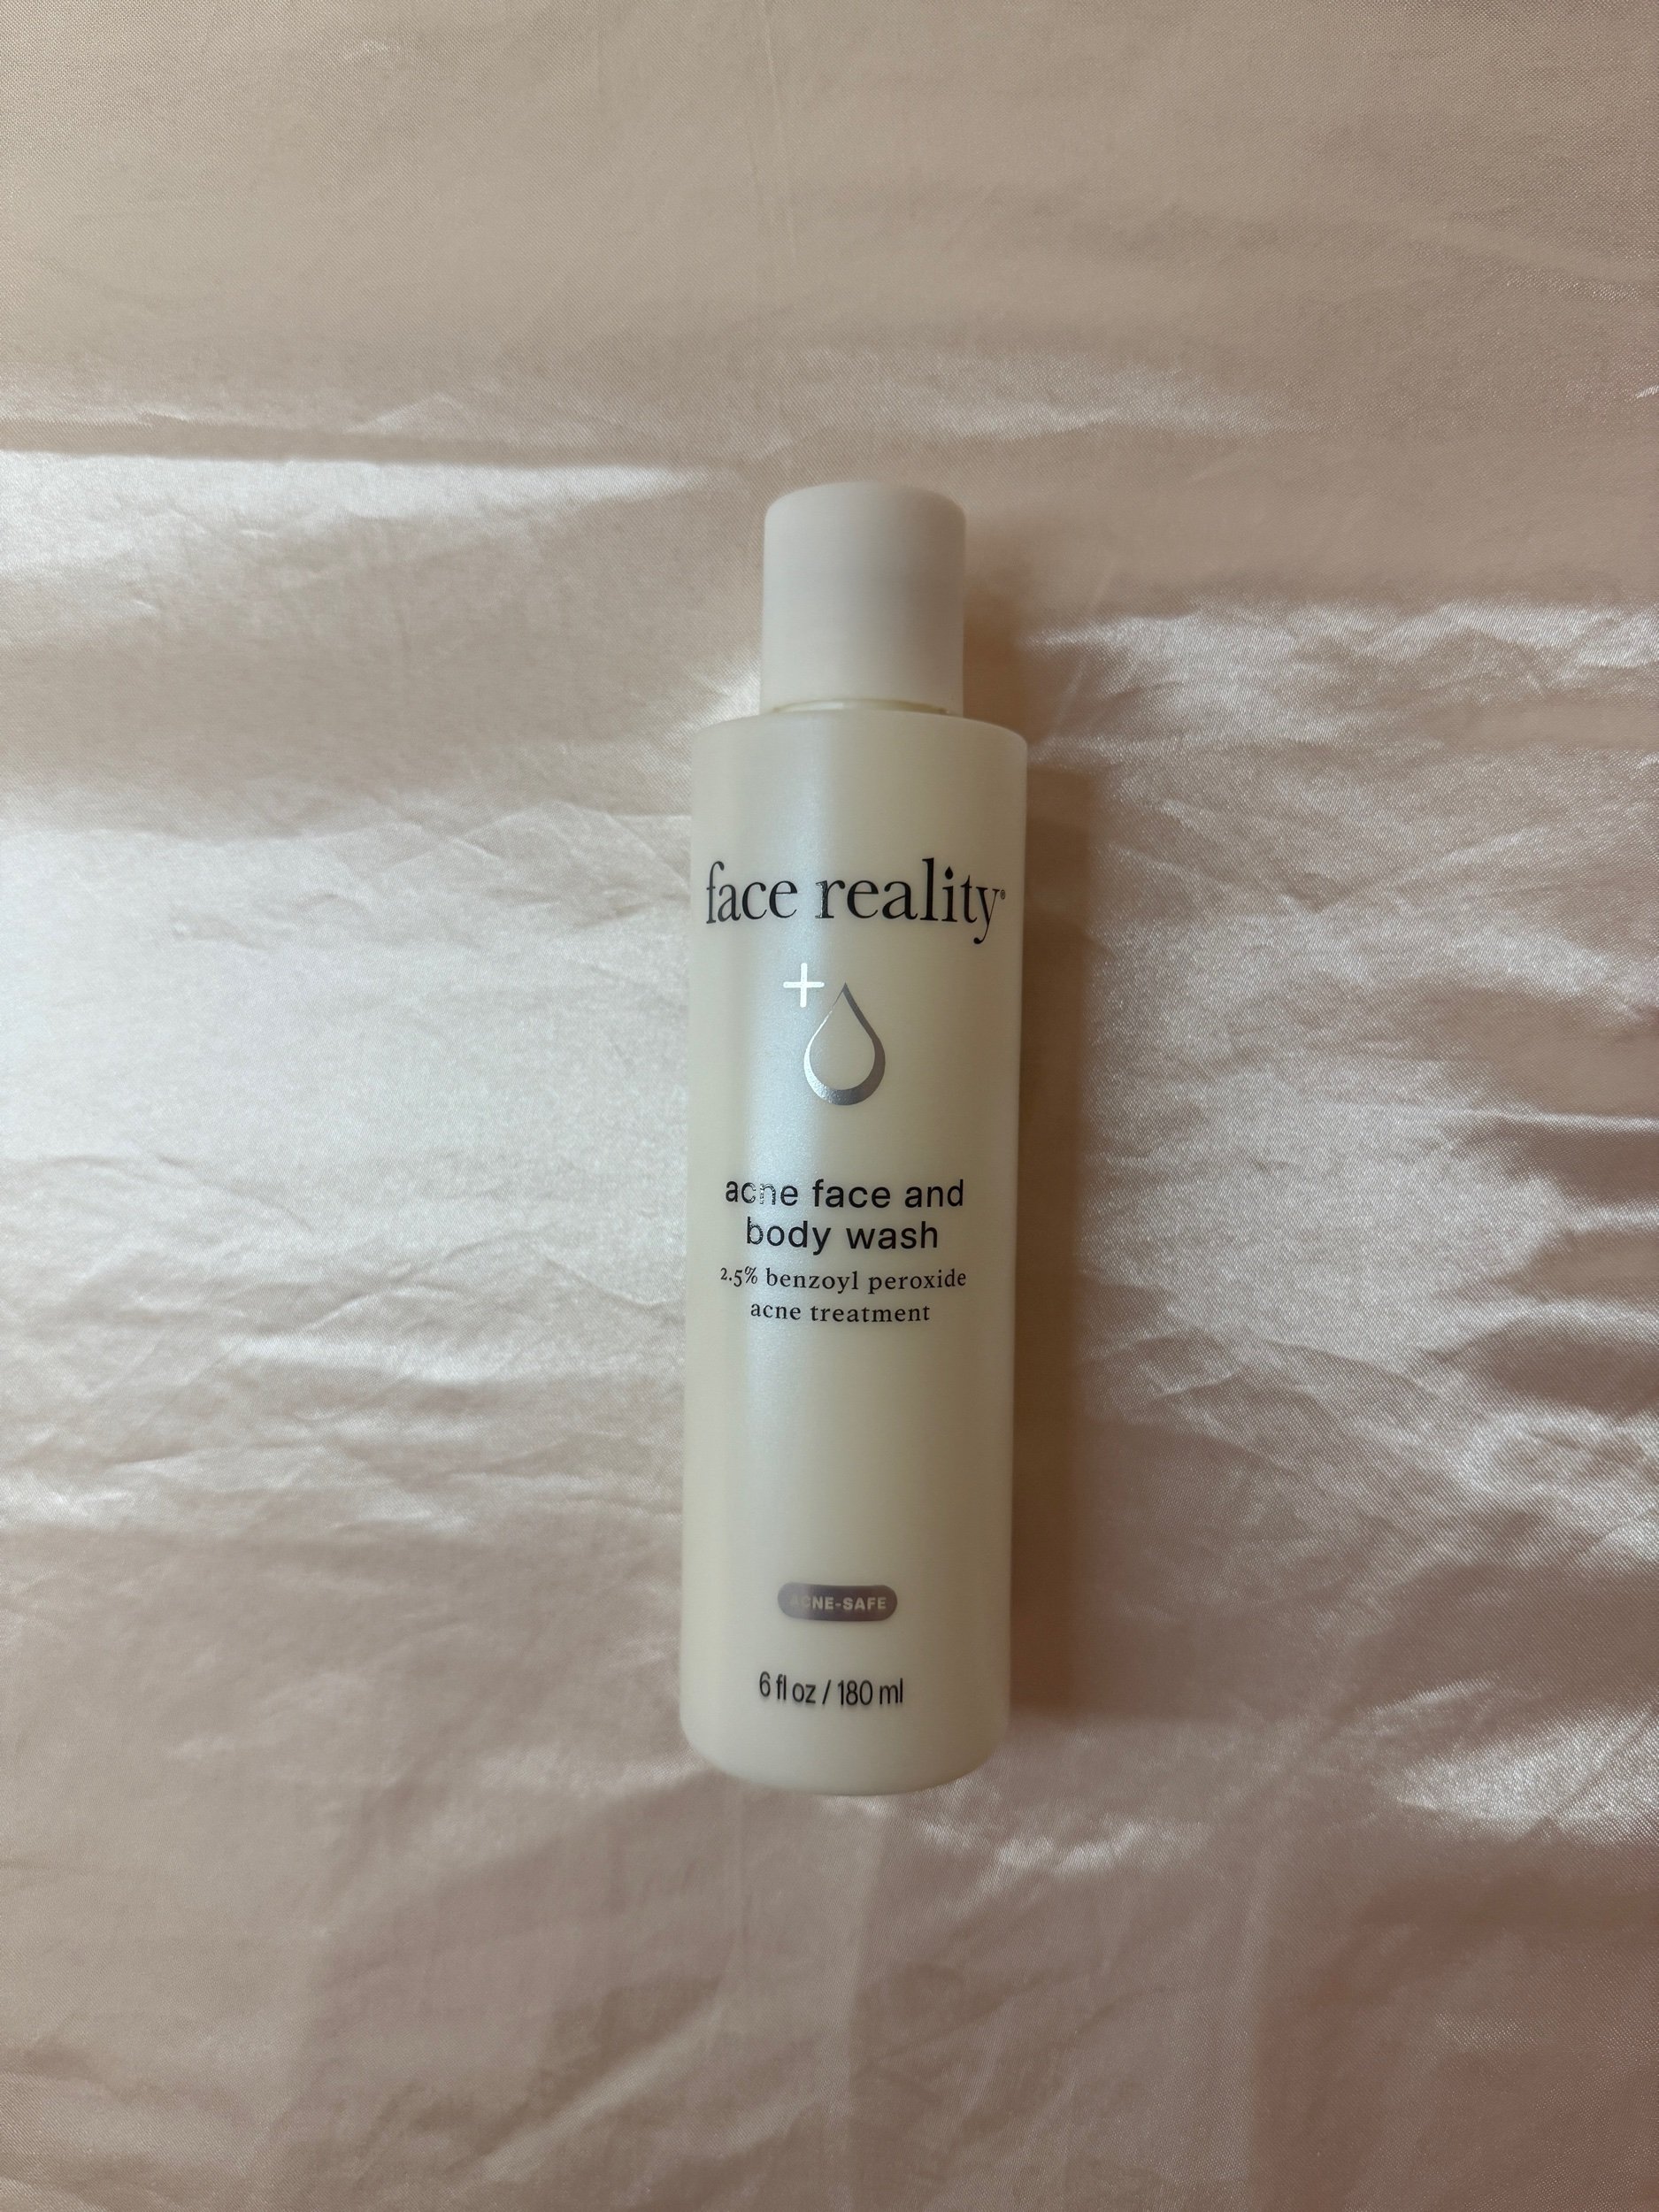 face reality®
acne face and
body wash
2.5% benzoyl peroxide
acne treatment
ACNE-SAFE
6 fl oz / 180 ml